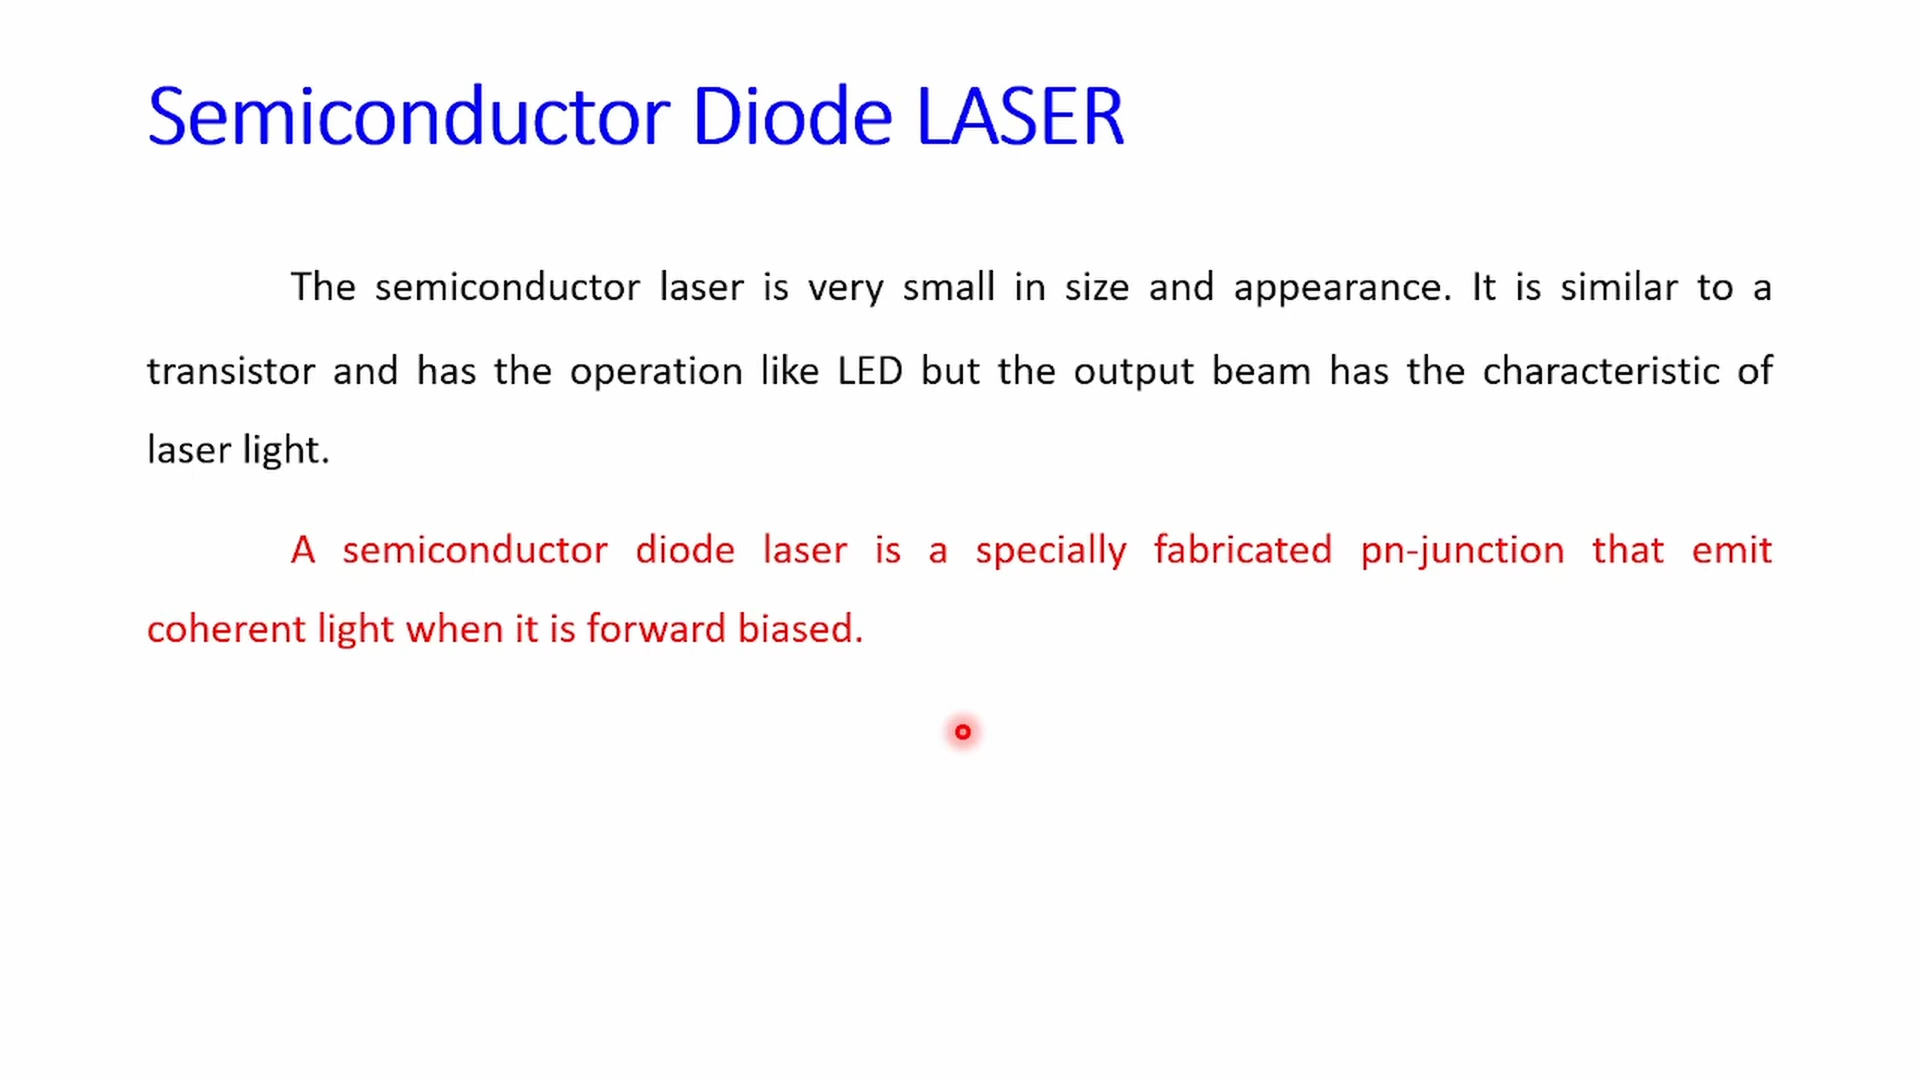 Semiconductor Diode LASER
The semiconductor laser is very small in size and appearance. It is similar to a
transistor and has the operation like LED but the output beam has the characteristic of
laser light.
A semiconductor diode laser is a specially fabricated pn-junction that emit
coherent light when it is forward biased.